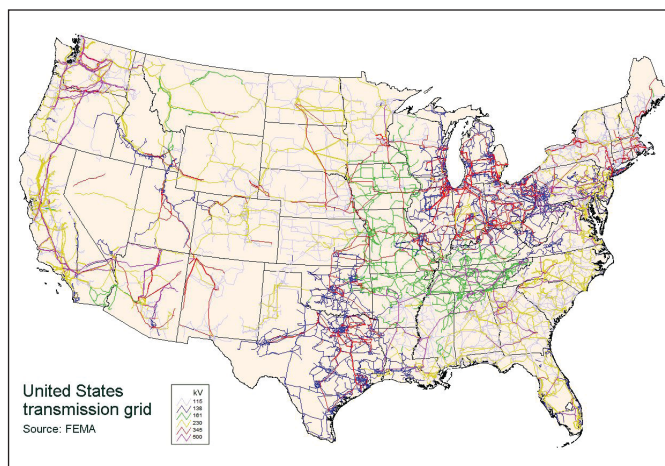 United States
transmission grid
Source: FEMA
kV
115
138
161
230
345
500